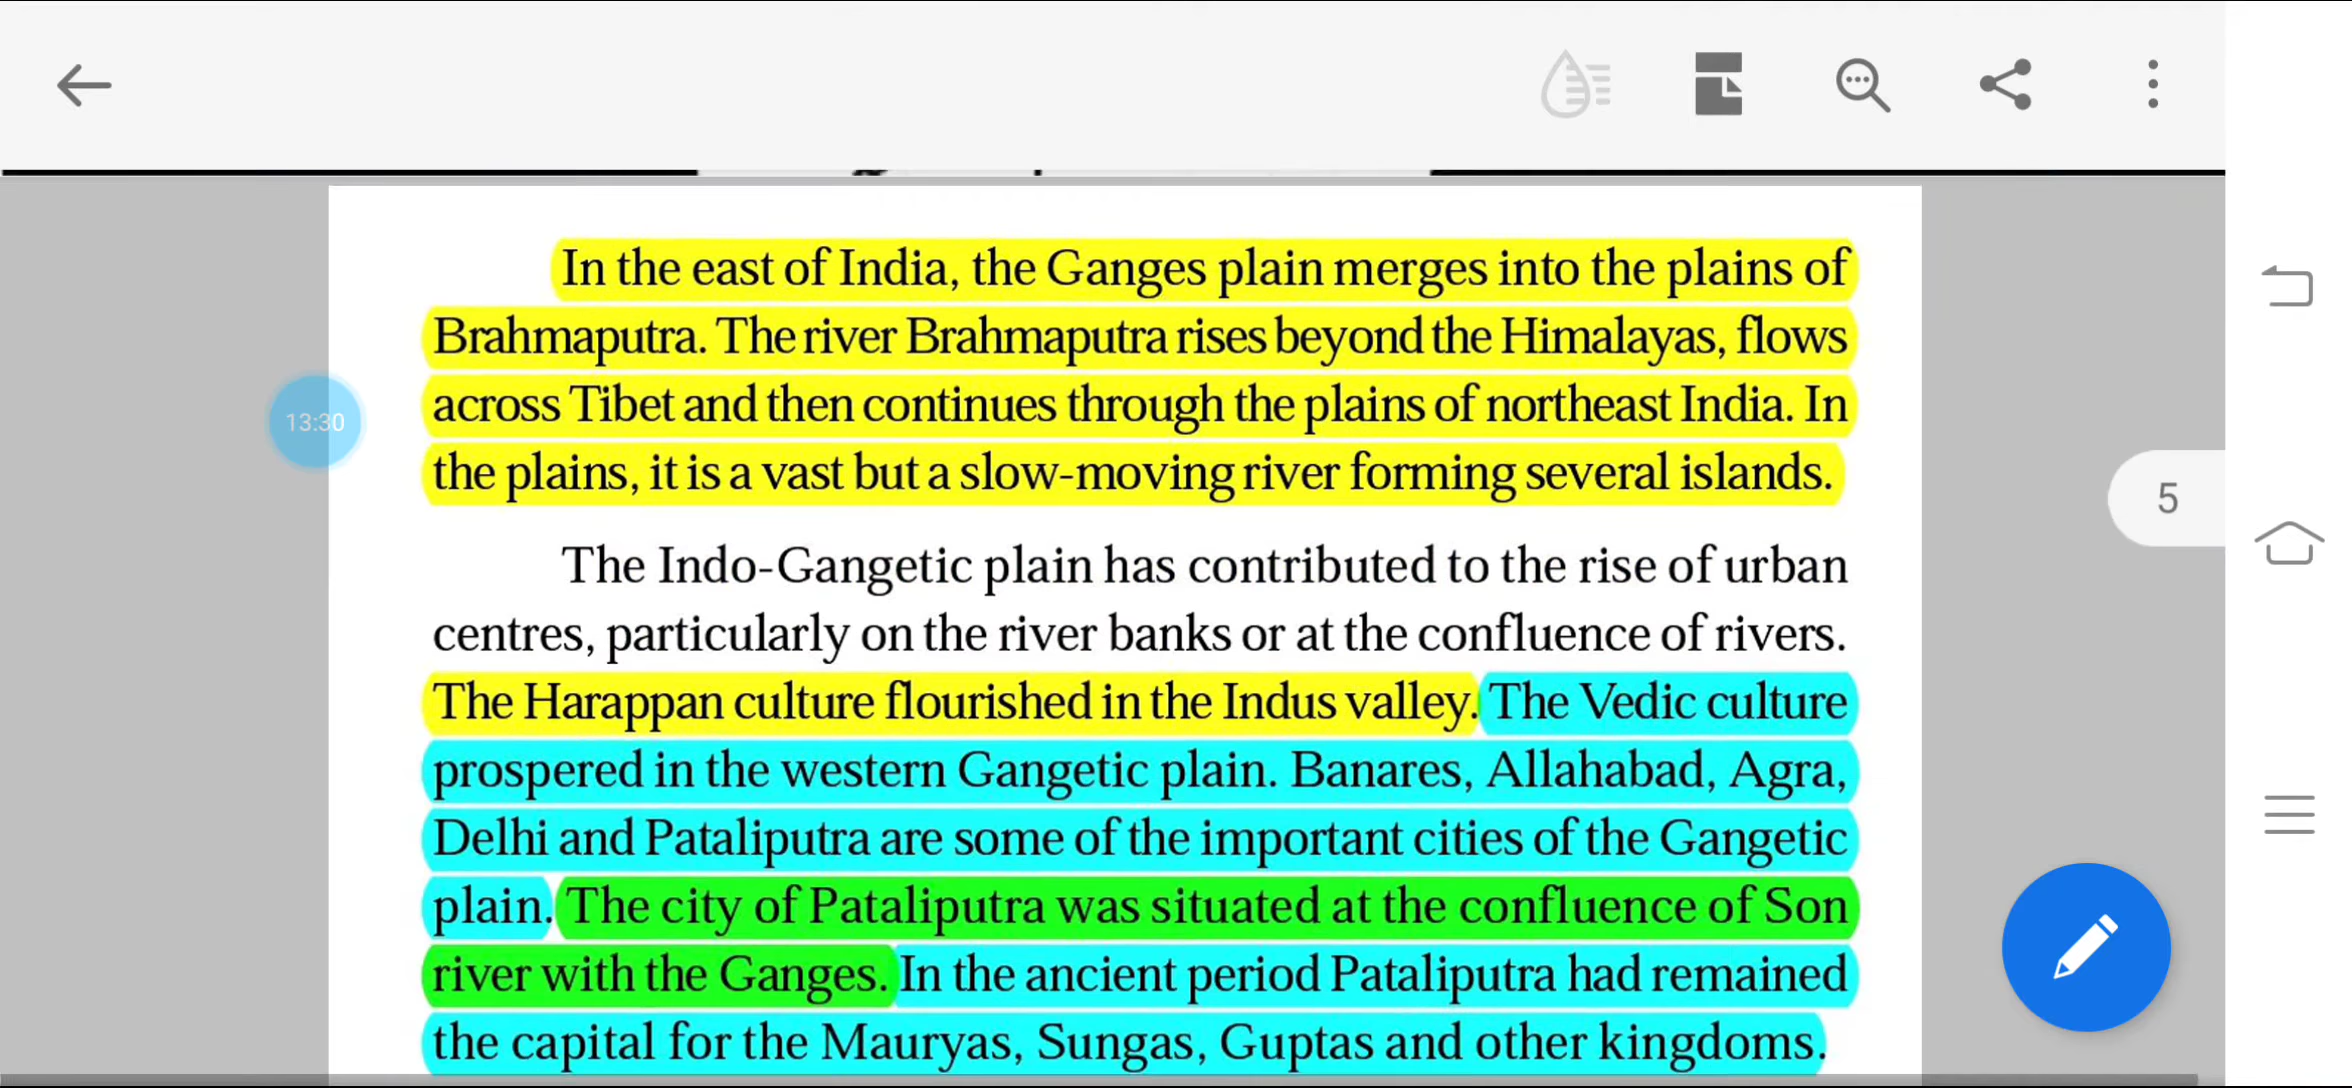 In the east of India, the Ganges plain merges into the plains of
Brahmaputra. The river Brahmaputra rises beyond the Himalayas, flows
across Tibet and then continues through the plains of northeast India. In
13:30
the plains, it is a vast but a slow-moving river forming several islands.
5
The Indo-Gangetic plain has contributed to the rise of urban
centres, particularly on the river banks or at the confluence of rivers.
The Harappan culture flourished in the Indus valley. The Vedic culture
prospered in the western Gangetic plain. Banares, Allahabad, Agra,
Delhi and Pataliputra are some of the important cities of the Gangetic
plain. The city of Pataliputra was situated at the confluence of Son
river with the Ganges. In the ancient period Pataliputra had remained
the capital for the Mauryas, Sungas, Guptas and other kingdoms.